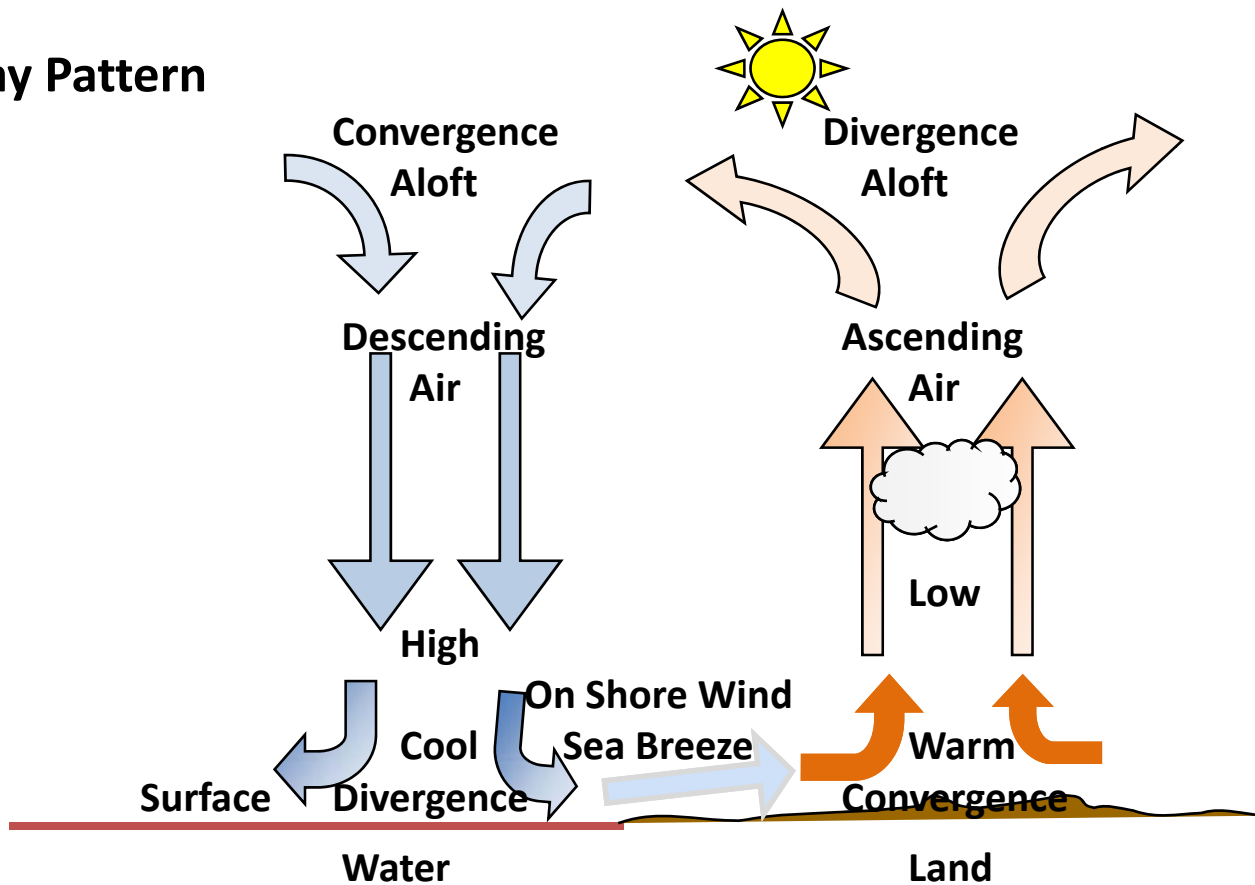 ay Pattern
Convergence
Aloft
Divergence
Aloft
Descending
Air
Ascending
Air
High
Low
On Shore Wind
Sea Breeze
Cool
Warm
Surface
Divergence
Convergence
Water
Land